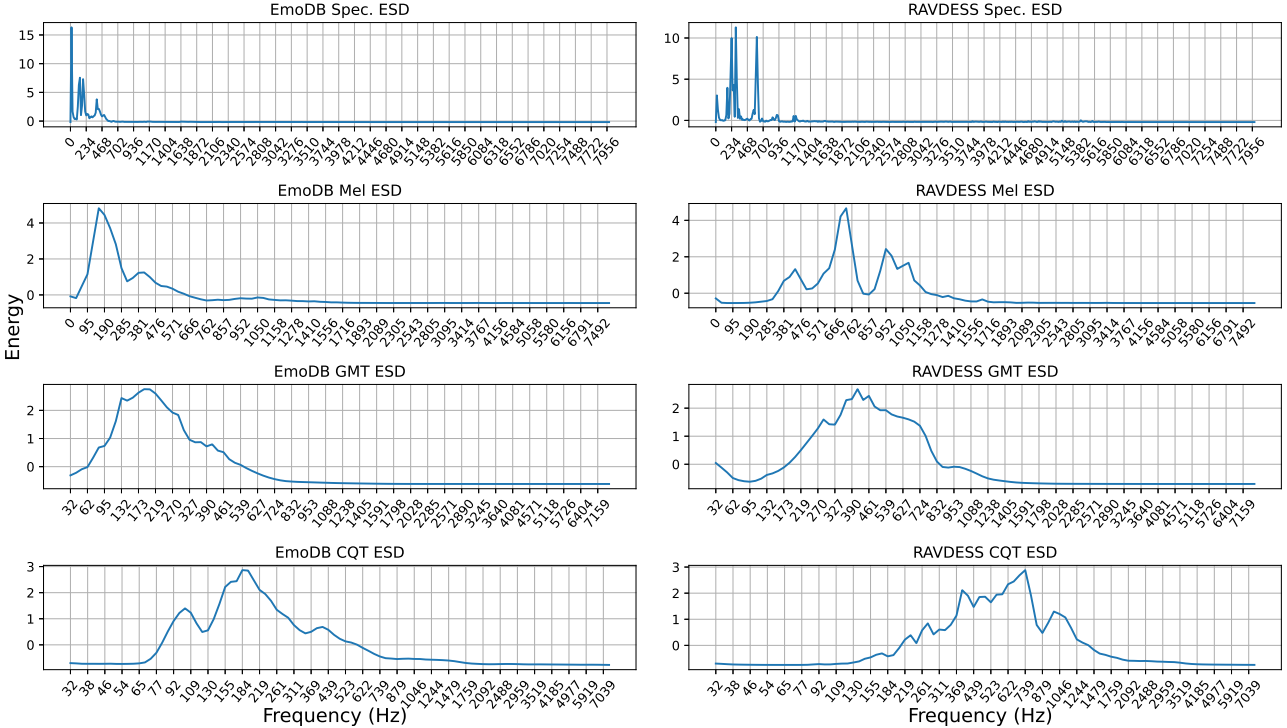 EmoDB Spec. ESD
15
10
5
0
0 234 468 702 936 1170 1404 1638 1872 2106 2340 2574 2808 3042 3276 3510 3744 3978 4212 4446 4680 4914 5148 5382 5616 5850 6084 6318 6552 6786 7020 7254 7488 7722 7956
RAVDESS Spec. ESD
10
5
0
0 234 468 702 936 1170 1404 1638 1872 2106 2340 2574 2808 3042 3276 3510 3744 3978 4212 4446 4680 4914 5148 5382 5616 5850 6084 6318 6552 6786 7020 7254 7488 7722 7956
EmoDB Mel ESD
4
2
0
0 95 190 285 381 476 571 666 762 857 952 1050 1158 1278 1410 1556 1716 1893 2089 2305 2543 2805 3095 3414 3767 4156 4584 5058 5580 6156 6791 7492
RAVDESS Mel ESD
4
2
0
0 95 190 285 381 476 571 666 762 857 952 1050 1158 1278 1410 1556 1716 1893 2089 2305 2543 2805 3095 3414 3767 4156 4584 5058 5580 6156 6791 7492
Energy
EmoDB GMT ESD
2
1
0
32 62 95 132 173 219 270 327 390 461 539 627 724 832 953 1088 1238 1405 1591 1798 2028 2285 2571 2890 3245 3640 4081 4571 5118 5726 6404 7159
RAVDESS GMT ESD
2
1
0
32 62 95 132 173 219 270 327 390 461 539 627 724 832 953 1088 1238 1405 1591 1798 2028 2285 2571 2890 3245 3640 4081 4571 5118 5726 6404 7159
EmoDB CQT ESD
3
2
1
0
32 38 46 54 65 77 92 109 130 155 184 219 261 311 369 439 523 622 739 879 1046 1244 1479 1759 2092 2488 2959 3519 4185 4977 5919 7039
Frequency (Hz)
RAVDESS CQT ESD
3
2
1
0
32 38 46 54 65 77 92 109 130 155 184 219 261 311 369 439 523 622 739 879 1046 1244 1479 1759 2092 2488 2959 3519 4185 4977 5919 7039
Frequency (Hz)